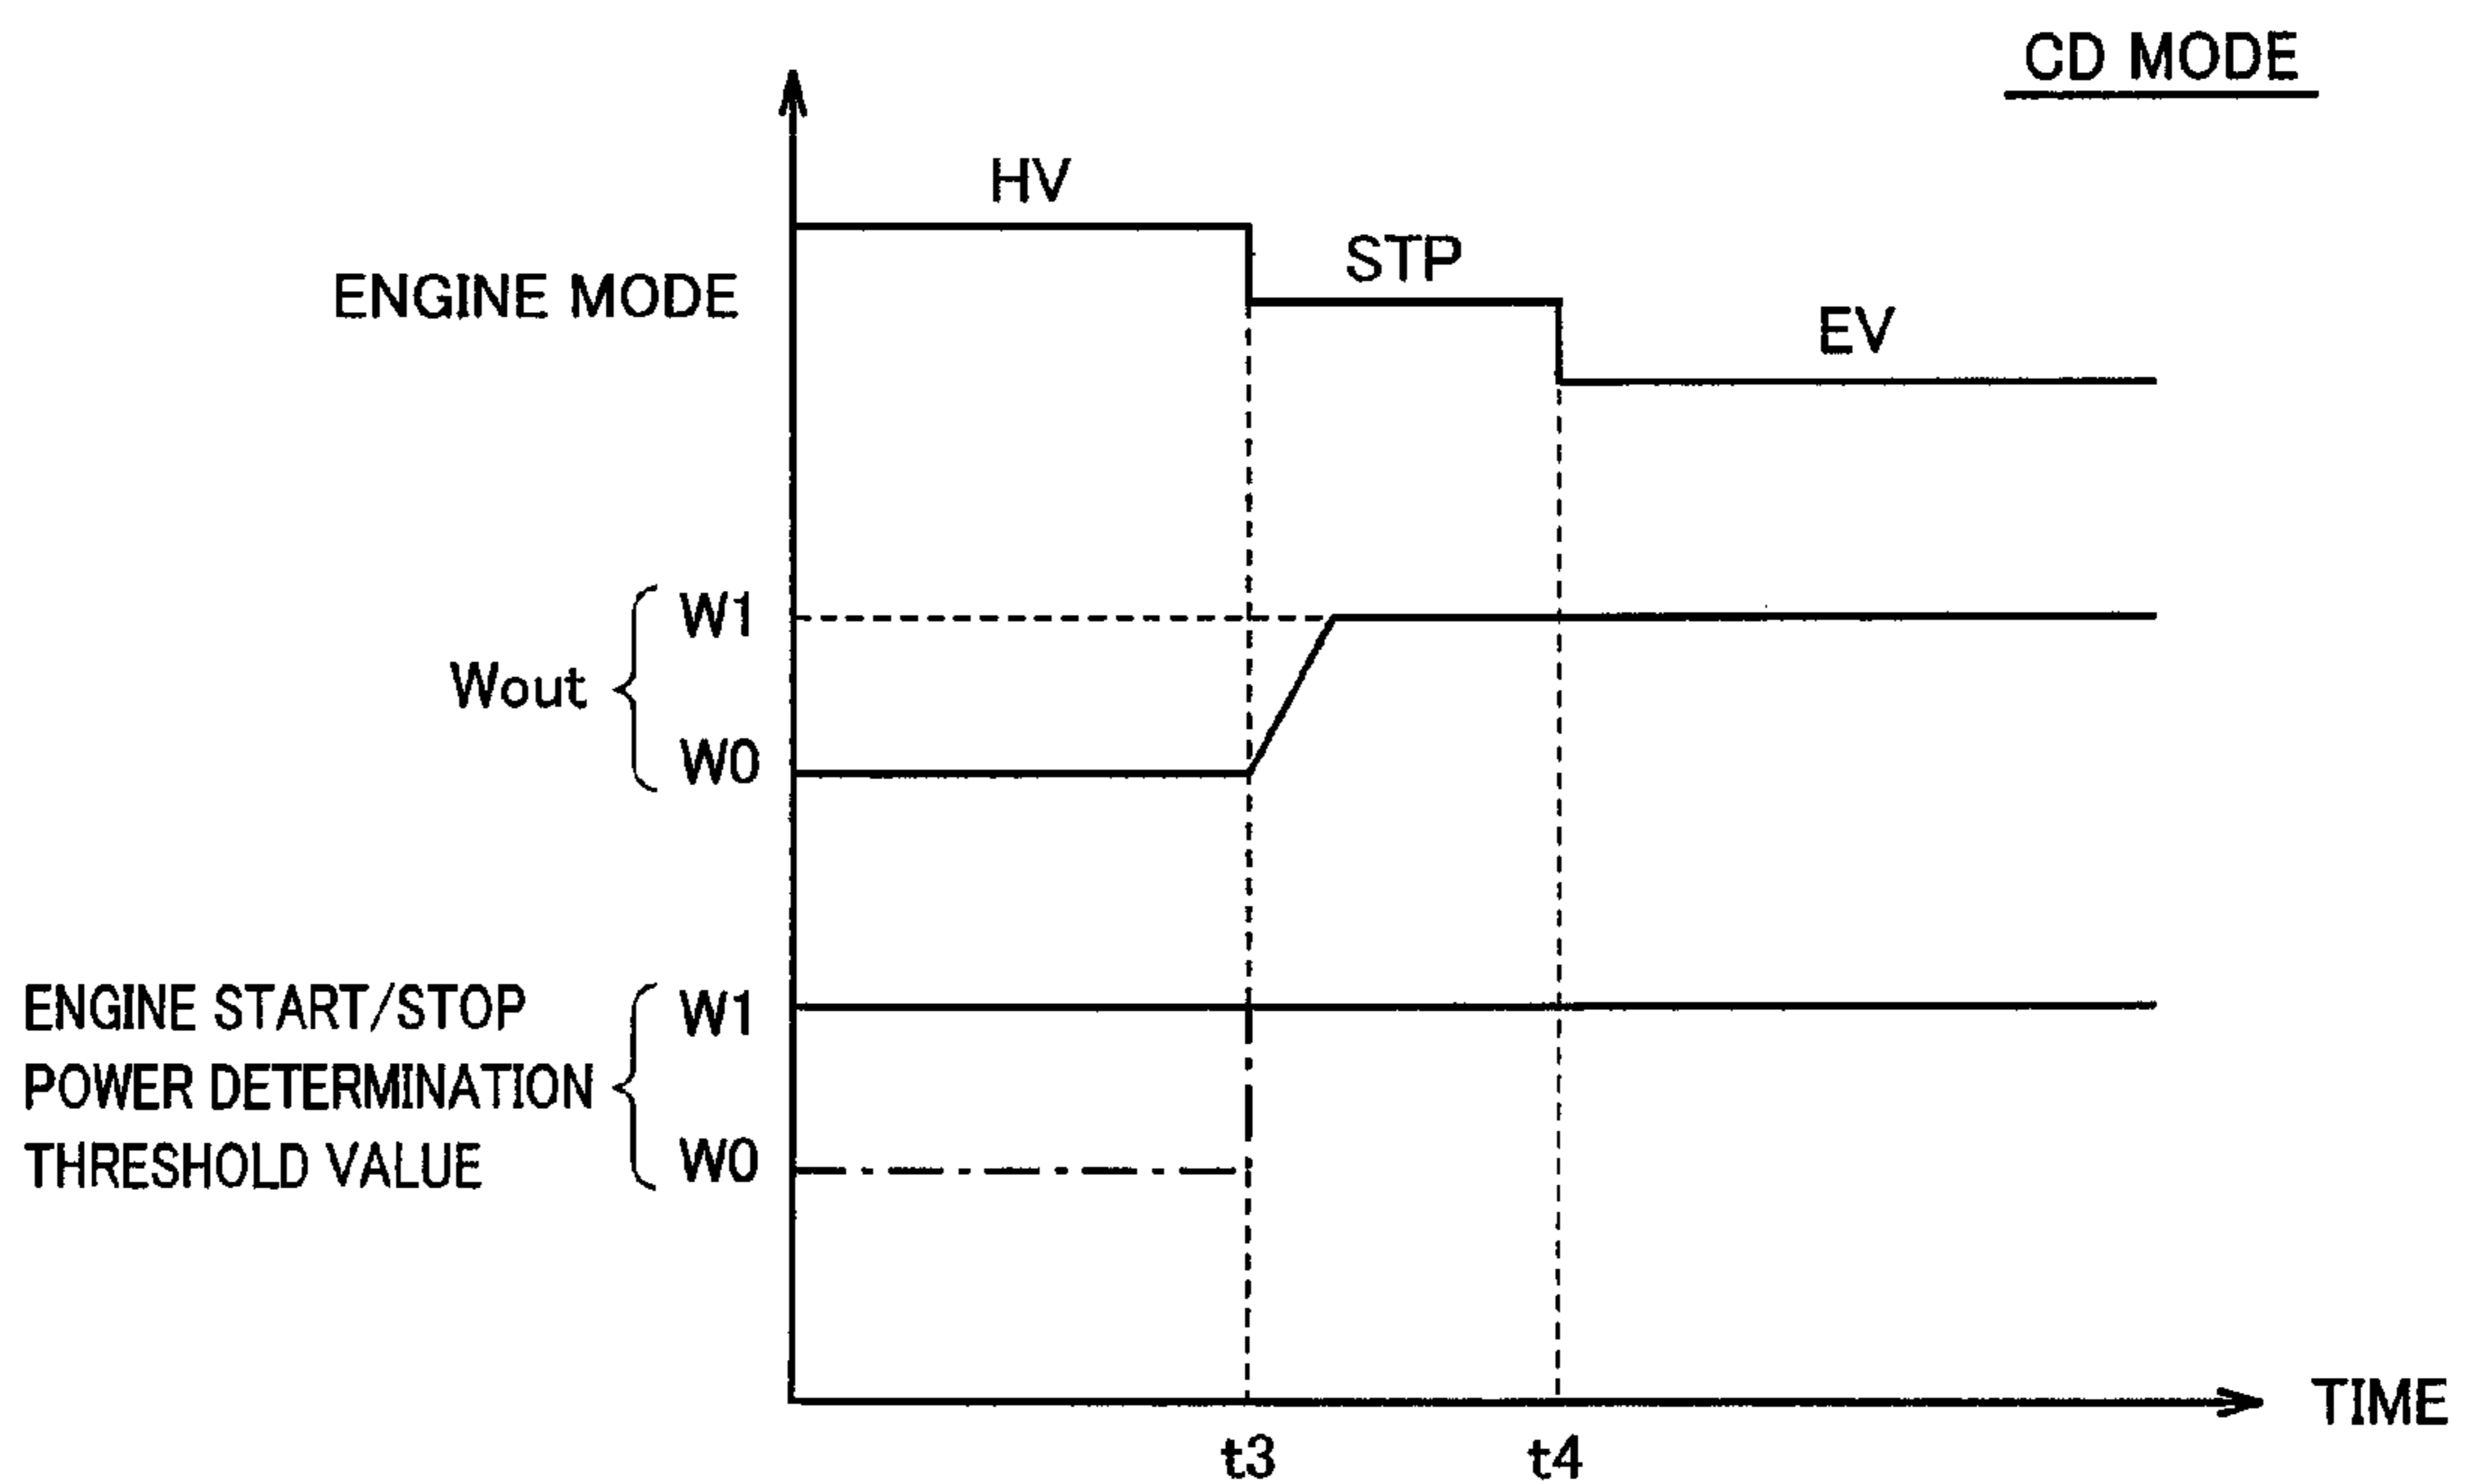 CD MODE
HV
STP
ENGINE MODE
EV
W1
Wout
W0
ENGINE START/STOP
POWER DETERMINATION
THRESHOLD VALUE
W1
W0
TIME
t3
t4